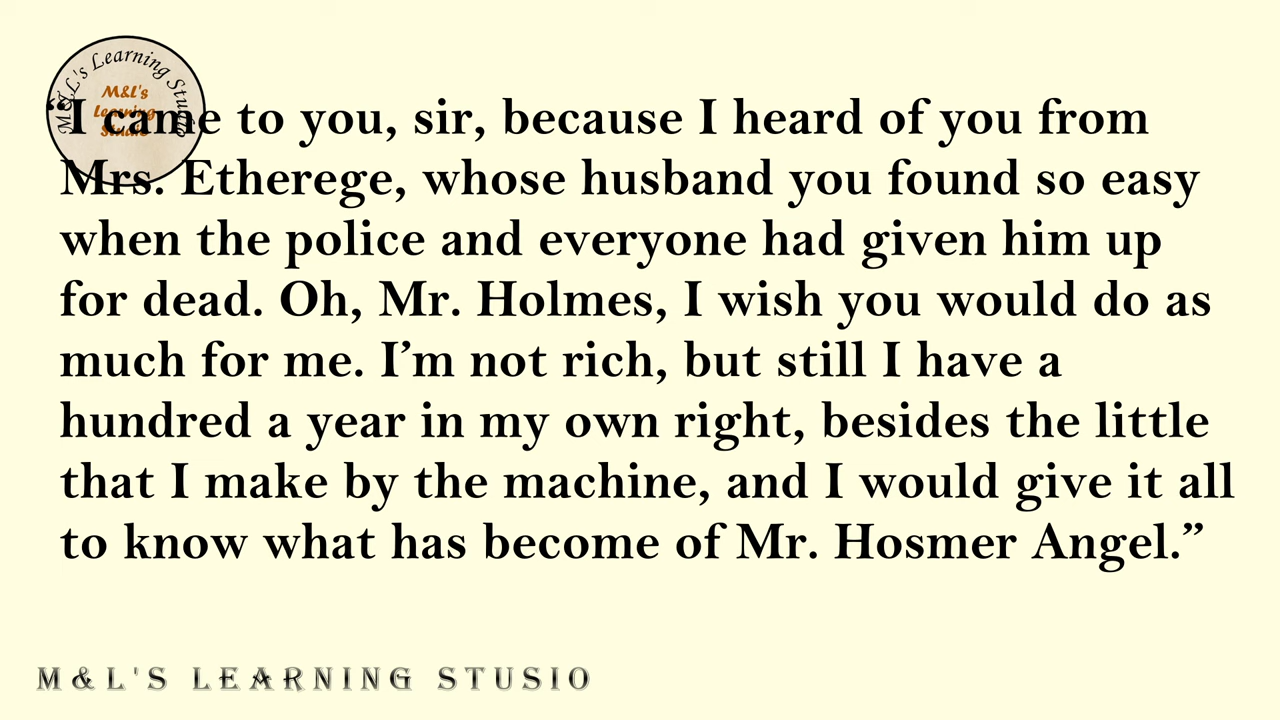 M&L's Learning Studio
M&L's
Learning
Studio
“I came to you, sir, because I heard of you from
Mrs. Etherege, whose husband you found so easy
when the police and everyone had given him up
for dead. Oh, Mr. Holmes, I wish you would do as
much for me. I’m not rich, but still I have a
hundred a year in my own right, besides the little
that I make by the machine, and I would give it all
to know what has become of Mr. Hosmer Angel.”
M&L'S LEARNING STUSIO